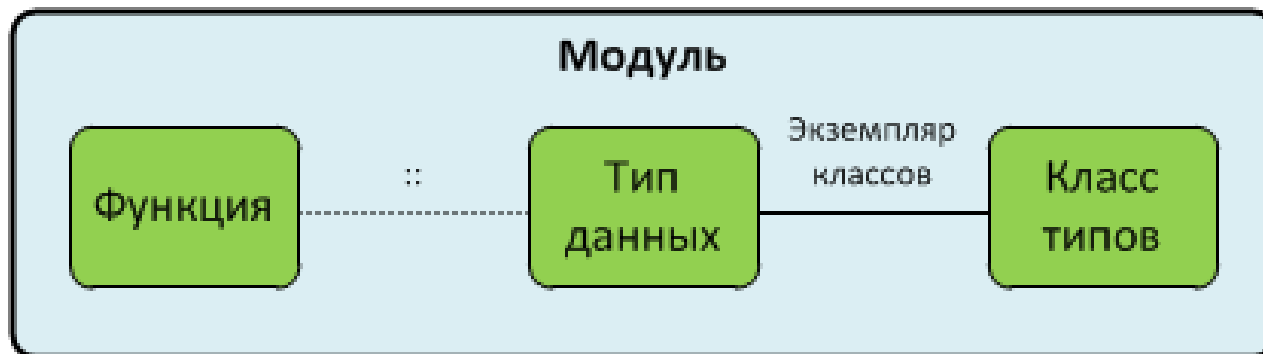 Модуль
Функция
::
Тип
данных
Экземпляр
классов
Класс
типов